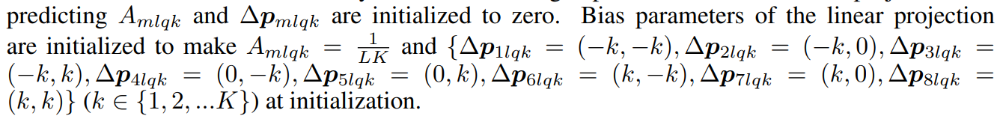 predicting $A_{mlqk}$ and $\Delta \boldsymbol{p}_{mlqk}$ are initialized to zero. Bias parameters of the linear projection
are initialized to make $A_{mlqk} = \frac{1}{LK}$ and $\{\Delta \boldsymbol{p}_{1lqk} = (-k, -k), \Delta \boldsymbol{p}_{2lqk} = (-k, 0), \Delta \boldsymbol{p}_{3lqk} =$
$(-k, k), \Delta \boldsymbol{p}_{4lqk} = (0, -k), \Delta \boldsymbol{p}_{5lqk} = (0, k), \Delta \boldsymbol{p}_{6lqk} = (k, -k), \Delta \boldsymbol{p}_{7lqk} = (k, 0), \Delta \boldsymbol{p}_{8lqk} =$
$(k, k)\}$ $(k \in \{1, 2, ...K\})$ at initialization.